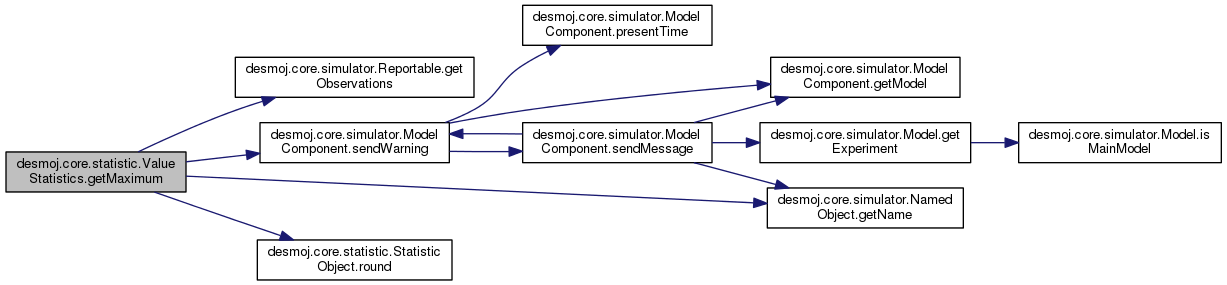 desmoj.core.statistic.Value
Statistics.getMaximum
desmoj.core.simulator.Reportable.get
Observations
desmoj.core.simulator.Model
Component.sendWarning
desmoj.core.statistic.Statistic
Object.round
desmoj.core.simulator.Model
Component.presentTime
desmoj.core.simulator.Model
Component.sendMessage
desmoj.core.simulator.Model
Component.getModel
desmoj.core.simulator.Model.get
Experiment
desmoj.core.simulator.Named
Object.getName
desmoj.core.simulator.Model.is
MainModel